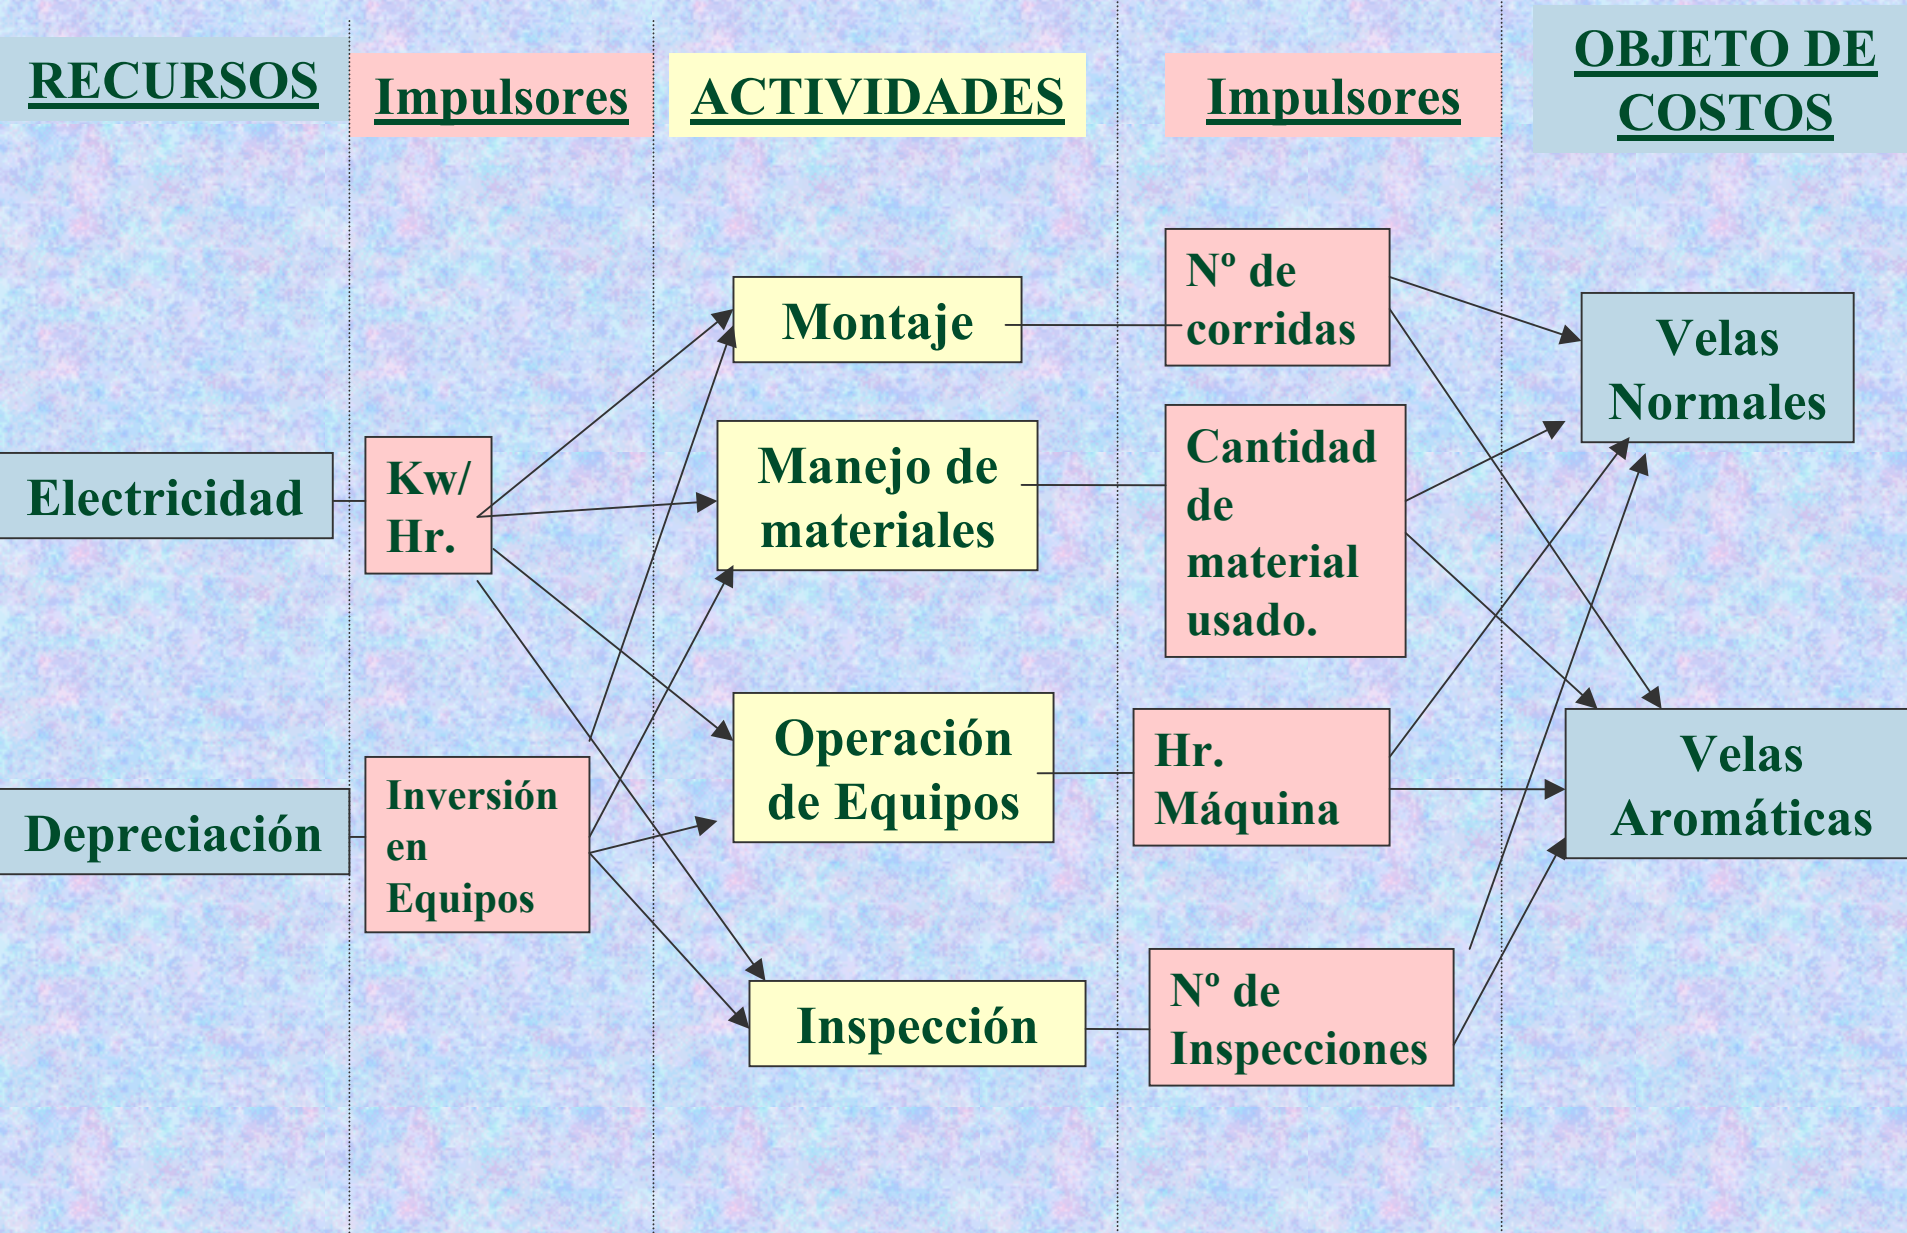 RECURSOS
Impulsores
ACTIVIDADES
Impulsores
OBJETO DE
COSTOS
Electricidad
Depreciación
Kw/
Hr.
Inversión
en
Equipos
Montaje
Manejo de
materiales
Operación
de Equipos
Inspección
Nº de
corridas
Cantidad
de
material
usado.
Hr.
Máquina
Nº de
Inspecciones
Velas
Normales
Velas
Aromáticas